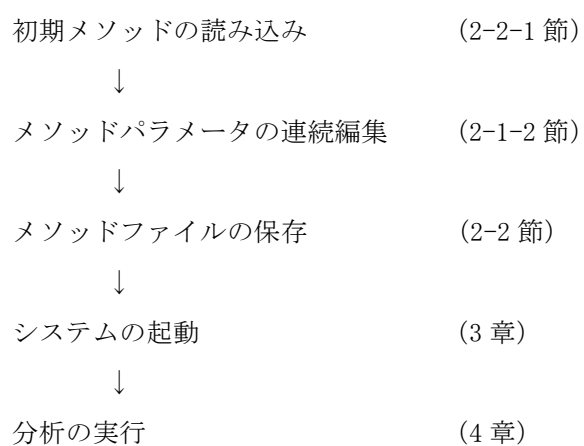 初期メソッドの読み込み (2-2-1 節)
↓
メソッドパラメータの連続編集 (2-1-2 節)
↓
メソッドファイルの保存 (2-2 節)
↓
システムの起動 (3 章)
↓
分析の実行 (4 章)